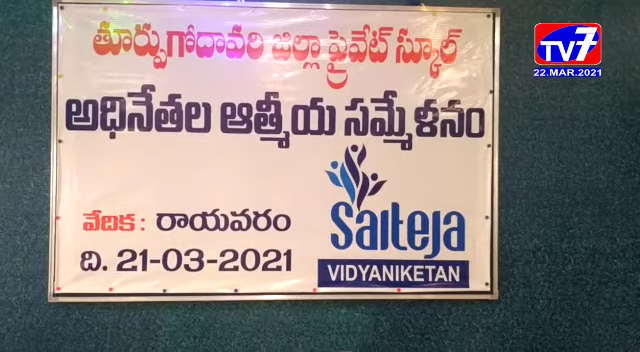 TV7
22.MAR.2021
తూర్పుగోదావరి జిల్లా ప్రైవేట్ స్కూల్
అధినేతల ఆత్మీయ సమ్మేళనం
వేదిక : రాయవరం
ది. 21-03-2021
Saiteja
VIDYANIKETAN